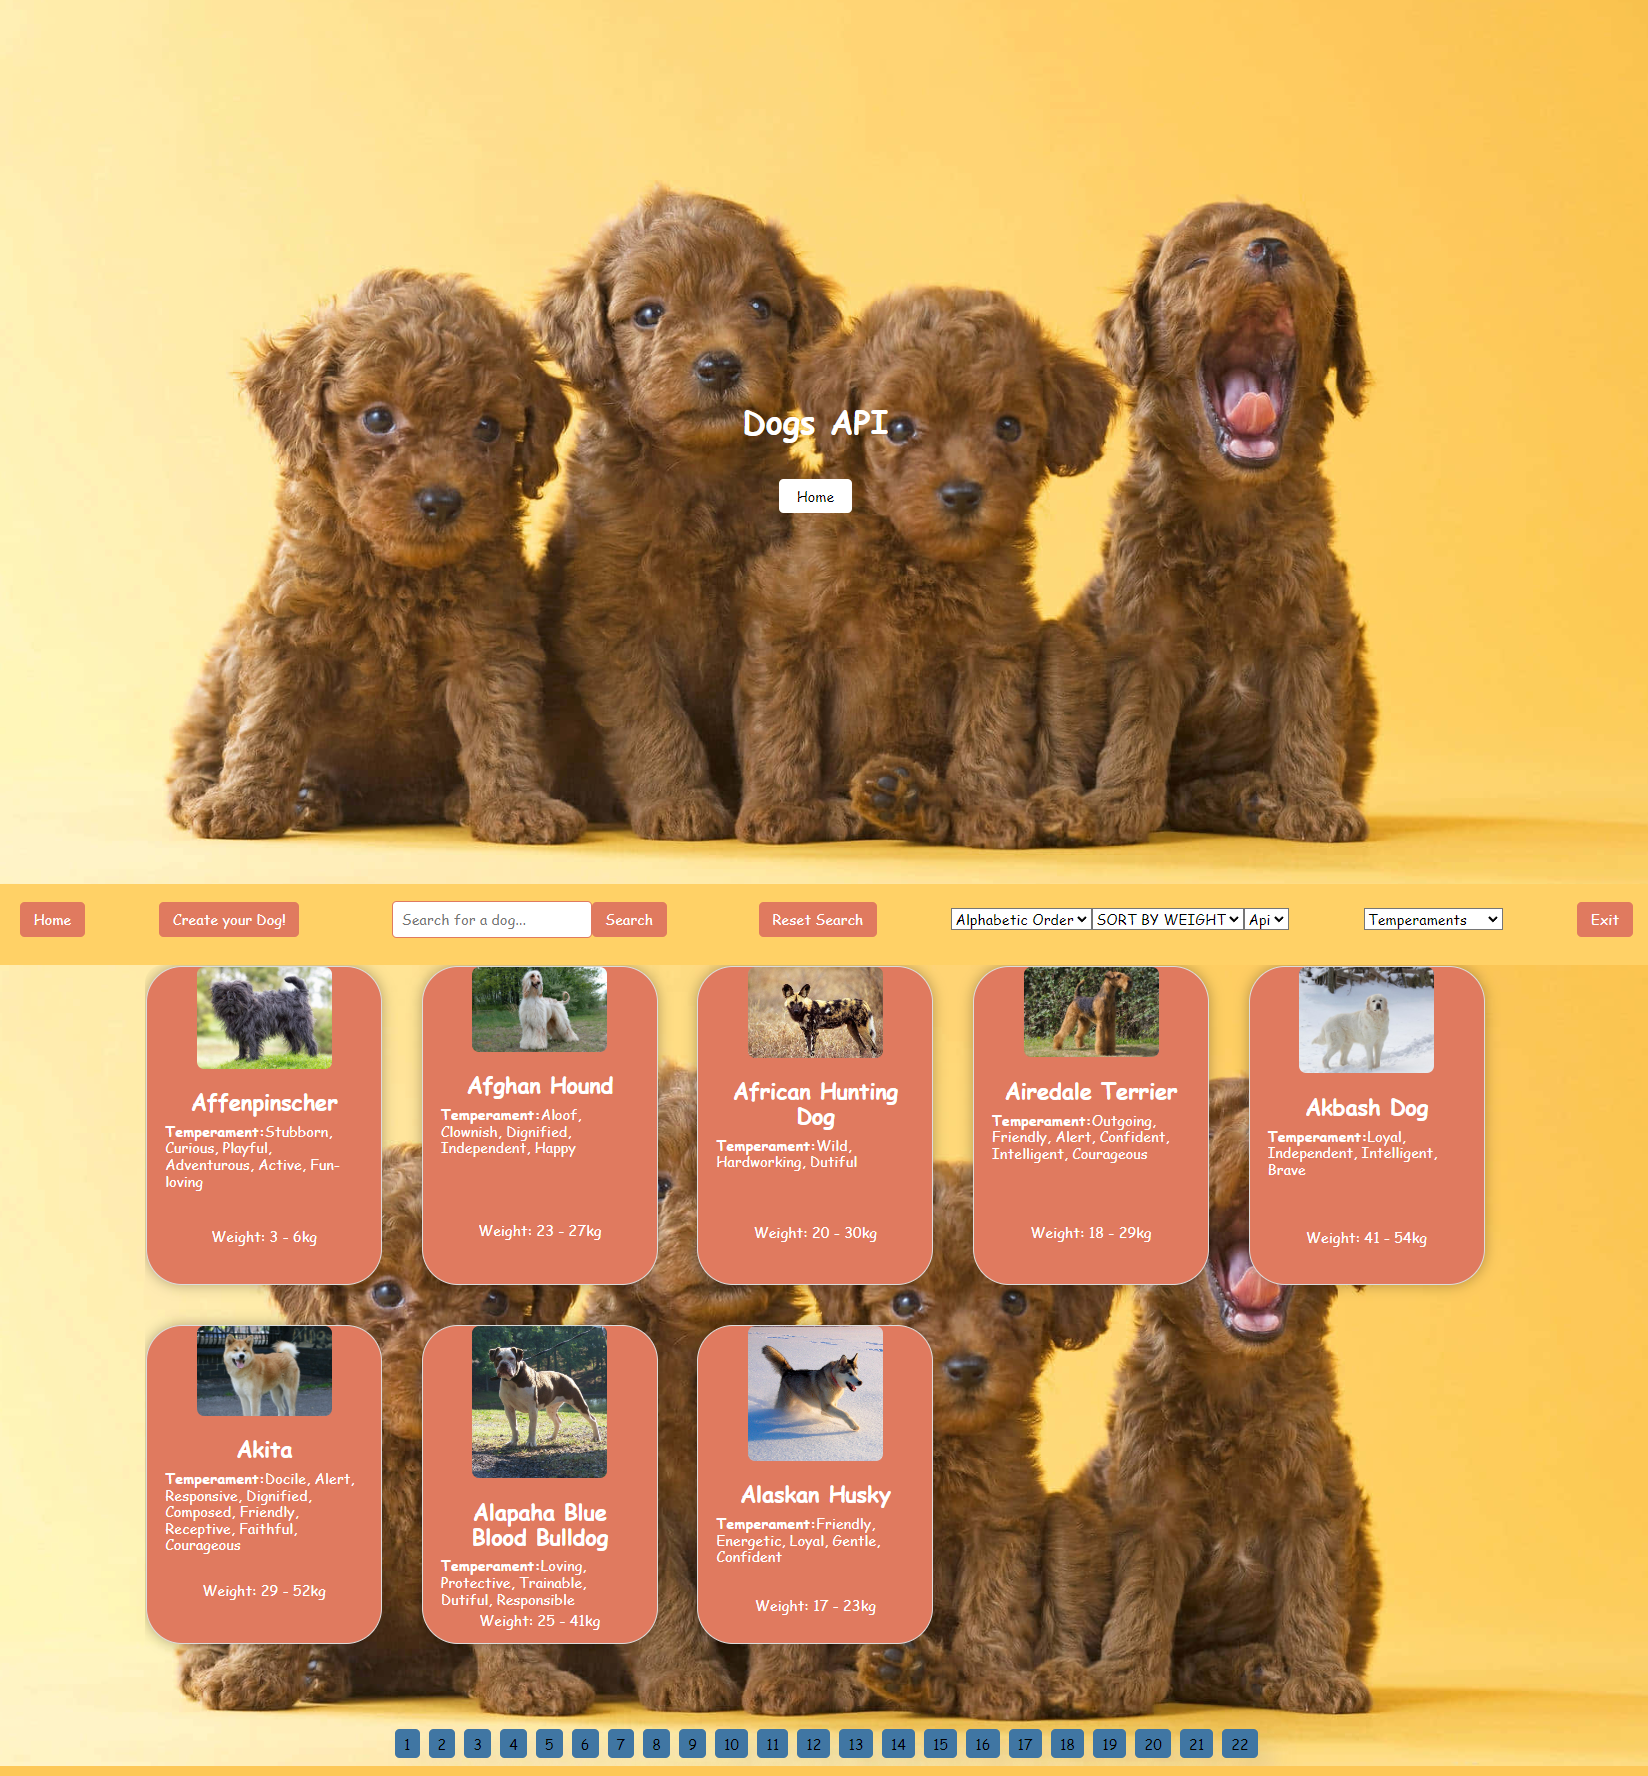 Dogs API
Home
Home
Create your Dog!
Search for a dog...
Search
Reset Search
Alphabetic Order
SORT BY WEIGHT
Api
Temperaments
Exit
Affenpinscher
Temperament:Stubborn,
Curious, Playful,
Adventurous, Active, Fun-
loving
Weight: 3 - 6kg
Afghan Hound
Temperament:Aloof,
Clownish, Dignified,
Independent, Happy
Weight: 23 - 27kg
African Hunting
Dog
Temperament:Wild,
Hardworking, Dutiful
Weight: 20 - 30kg
Airedale Terrier
Temperament:Outgoing,
Friendly, Alert, Confident,
Intelligent, Courageous
Weight: 18 - 29kg
Akbash Dog
Temperament:Loyal,
Independent, Intelligent,
Brave
Weight: 41 - 54kg
Akita
Temperament:Docile, Alert,
Responsive, Dignified,
Composed, Friendly,
Receptive, Faithful,
Courageous
Weight: 29 - 52kg
Alapaha Blue
Blood Bulldog
Temperament:Loving,
Protective, Trainable,
Dutiful, Responsible
Weight: 25 - 41kg
Alaskan Husky
Temperament:Friendly,
Energetic, Loyal, Gentle,
Confident
Weight: 17 - 23kg
1 2 3 4 5 6 7 8 9 10 11 12 13 14 15 16 17 18 19 20 21 22